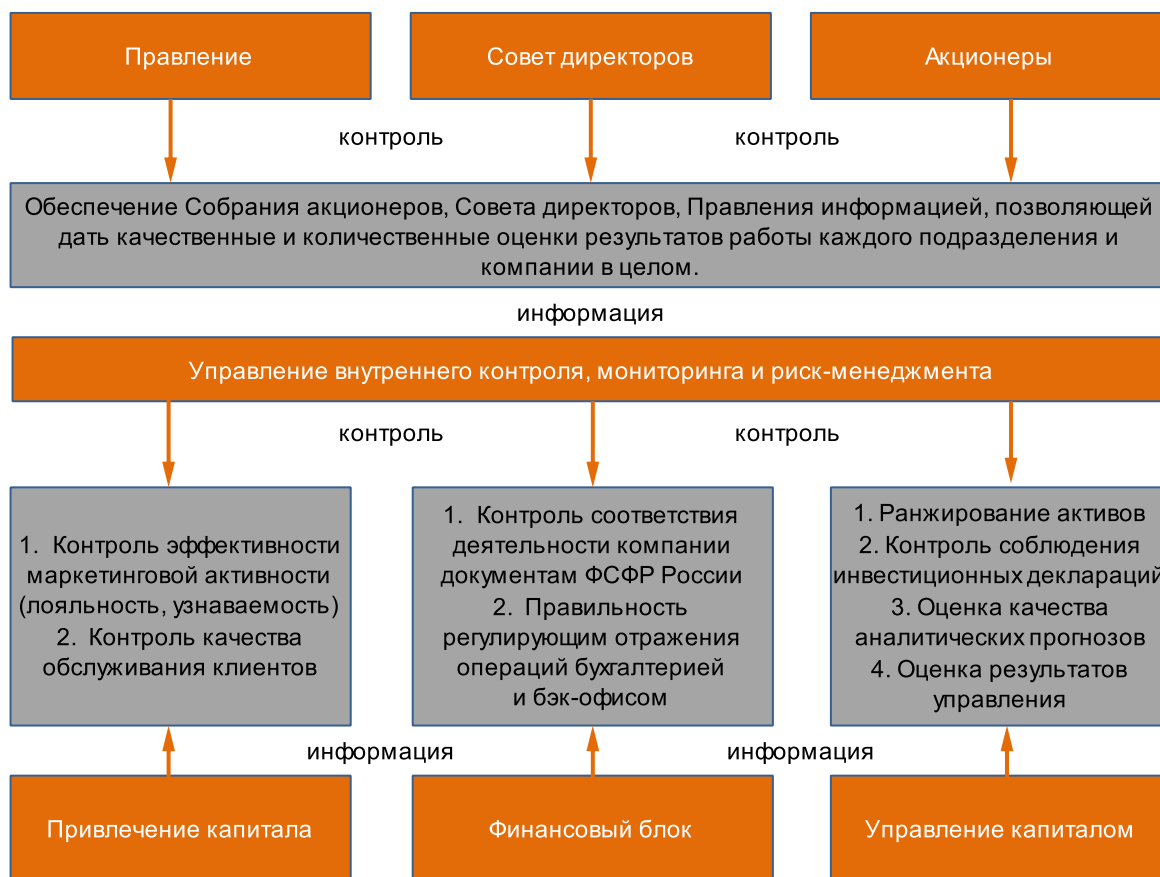 Правление
Совет директоров
Акционеры
контроль
контроль
Обеспечение Собрания акционеров, Совета директоров, Правления информацией, позволяющей
дать качественные и количественные оценки результатов работы каждого подразделения и
компании в целом.
информация
Управление внутреннего контроля, мониторинга и риск-менеджмента
контроль
контроль
1. Контроль эффективности
маркетинговой активности
(лояльность, узнаваемость)
2. Контроль качества
обслуживания клиентов
1. Контроль соответствия
деятельности компании
документам ФСФР России
2. Правильность
регулирующим отражения
операций бухгалтерией
и бэк-офисом
1. Ранжирование активов
2. Контроль соблюдения
инвестиционных деклараций
3. Оценка качества
аналитических прогнозов
4. Оценка результатов
управления
информация
информация
Привлечение капитала
Финансовый блок
Управление капиталом